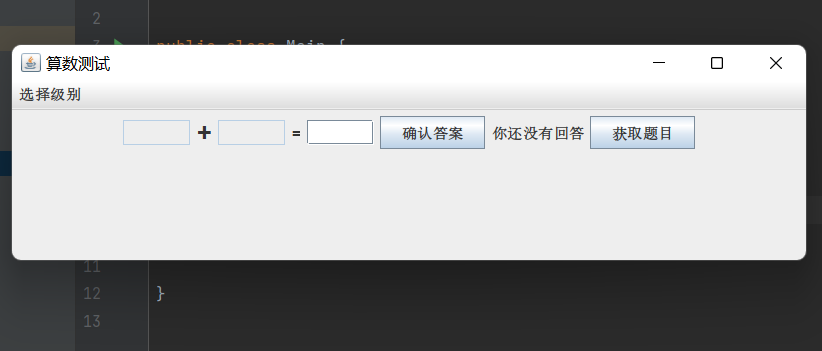 2
3 public class Main {
算数测试
选择级别
+ = 确认答案 你还没有回答 获取题目
11
12 }
13